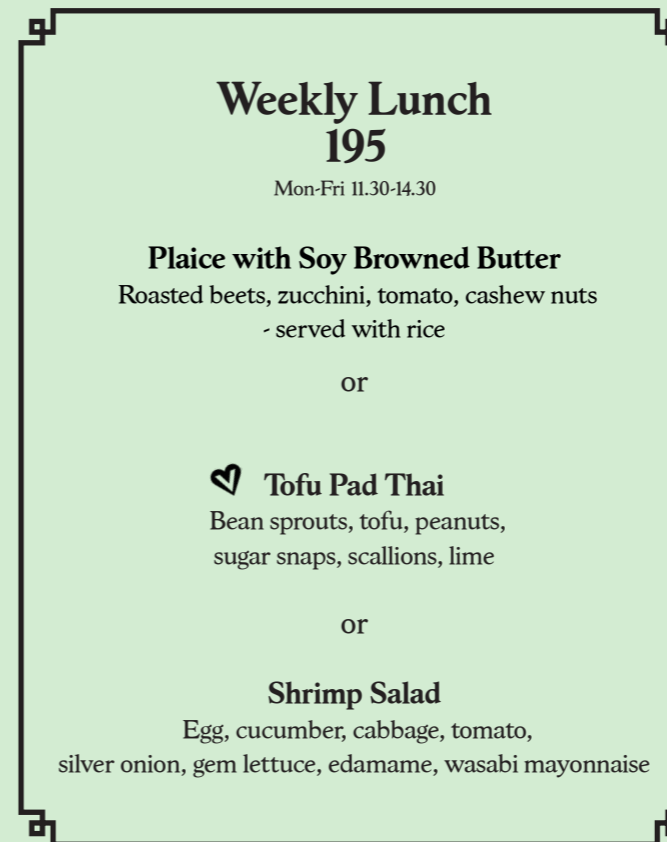 Weekly Lunch
195
Mon-Fri 11.30-14.30
Plaice with Soy Browned Butter
Roasted beets, zucchini, tomato, cashew nuts
- served with rice
or
Tofu Pad Thai
Bean sprouts, tofu, peanuts,
sugar snaps, scallions, lime
or
Shrimp Salad
Egg, cucumber, cabbage, tomato,
silver onion, gem lettuce, edamame, wasabi mayonnaise